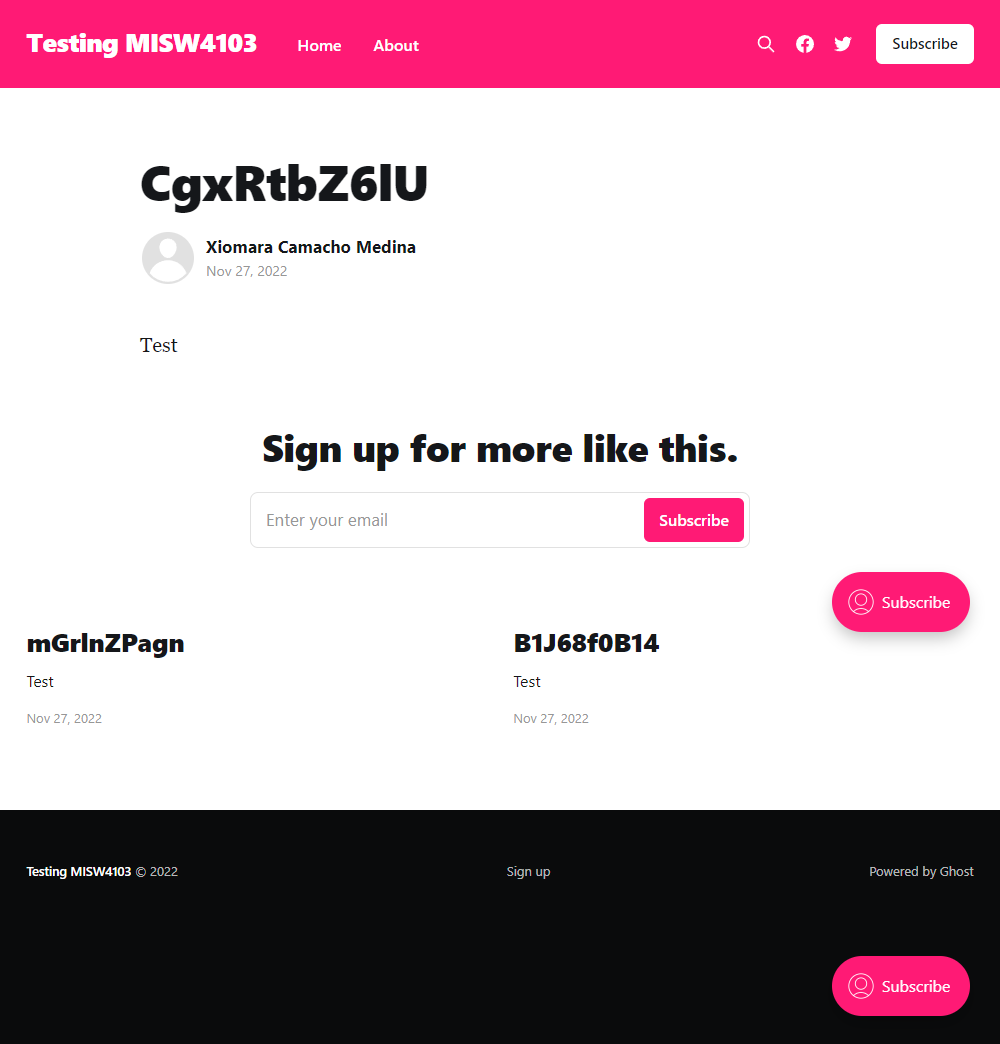 Testing MISW4103 Home About Subscribe
CgxRtbZ6lU
Xiomara Camacho Medina
Nov 27, 2022
Test
Sign up for more like this.
Enter your email Subscribe
Subscribe
mGrlnZPagn
Test
Nov 27, 2022
B1J68f0B14
Test
Nov 27, 2022
Testing MISW4103 © 2022 Sign up Powered by Ghost
Subscribe